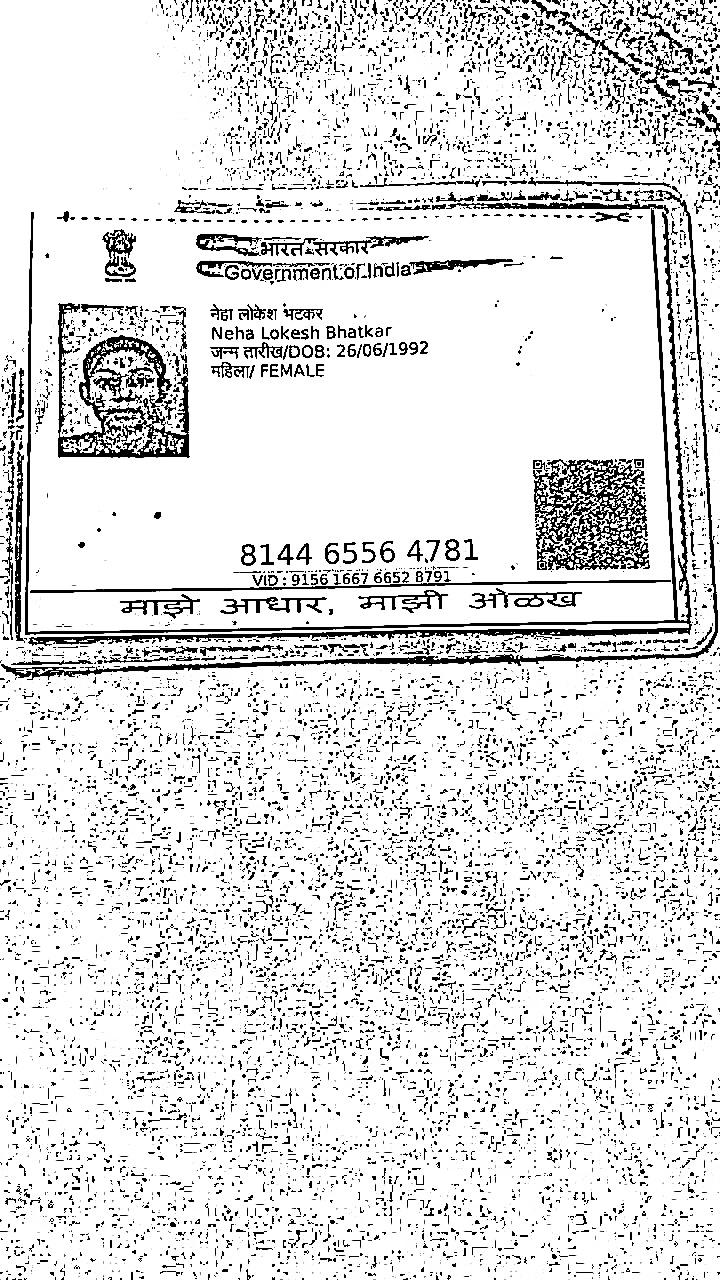 भारत सरकार
Government of India
नेहा लोकेश भटकर
Neha Lokesh Bhatkar
जन्म तारीख/DOB: 26/06/1992
महिला/ FEMALE
8144 6556 4781
VID : 9156 1667 6652 8791
माझे आधार, माझी ओळख